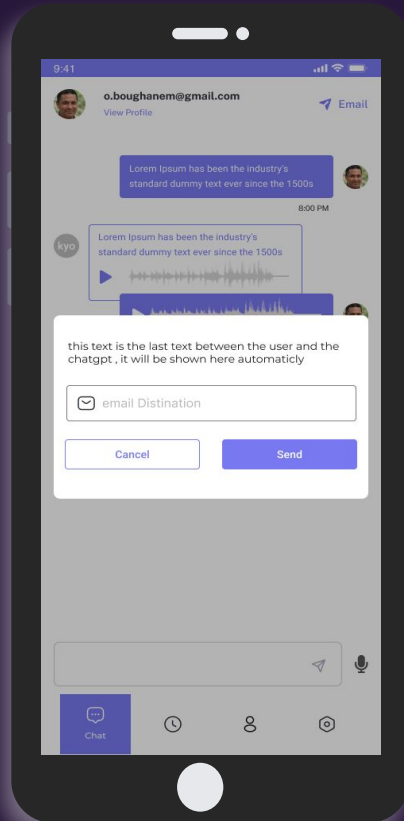 9:41
o.boughanem@gmail.com
View Profile
Email
Lorem Ipsum has been the industry's
standard dummy text ever since the 1500s
8:00 PM
kyo
Lorem Ipsum has been the industry's
standard dummy text ever since the 1500s
this text is the last text between the user and the
chatgpt , it will be shown here automaticly
email Distination
Cancel
Send
Chat